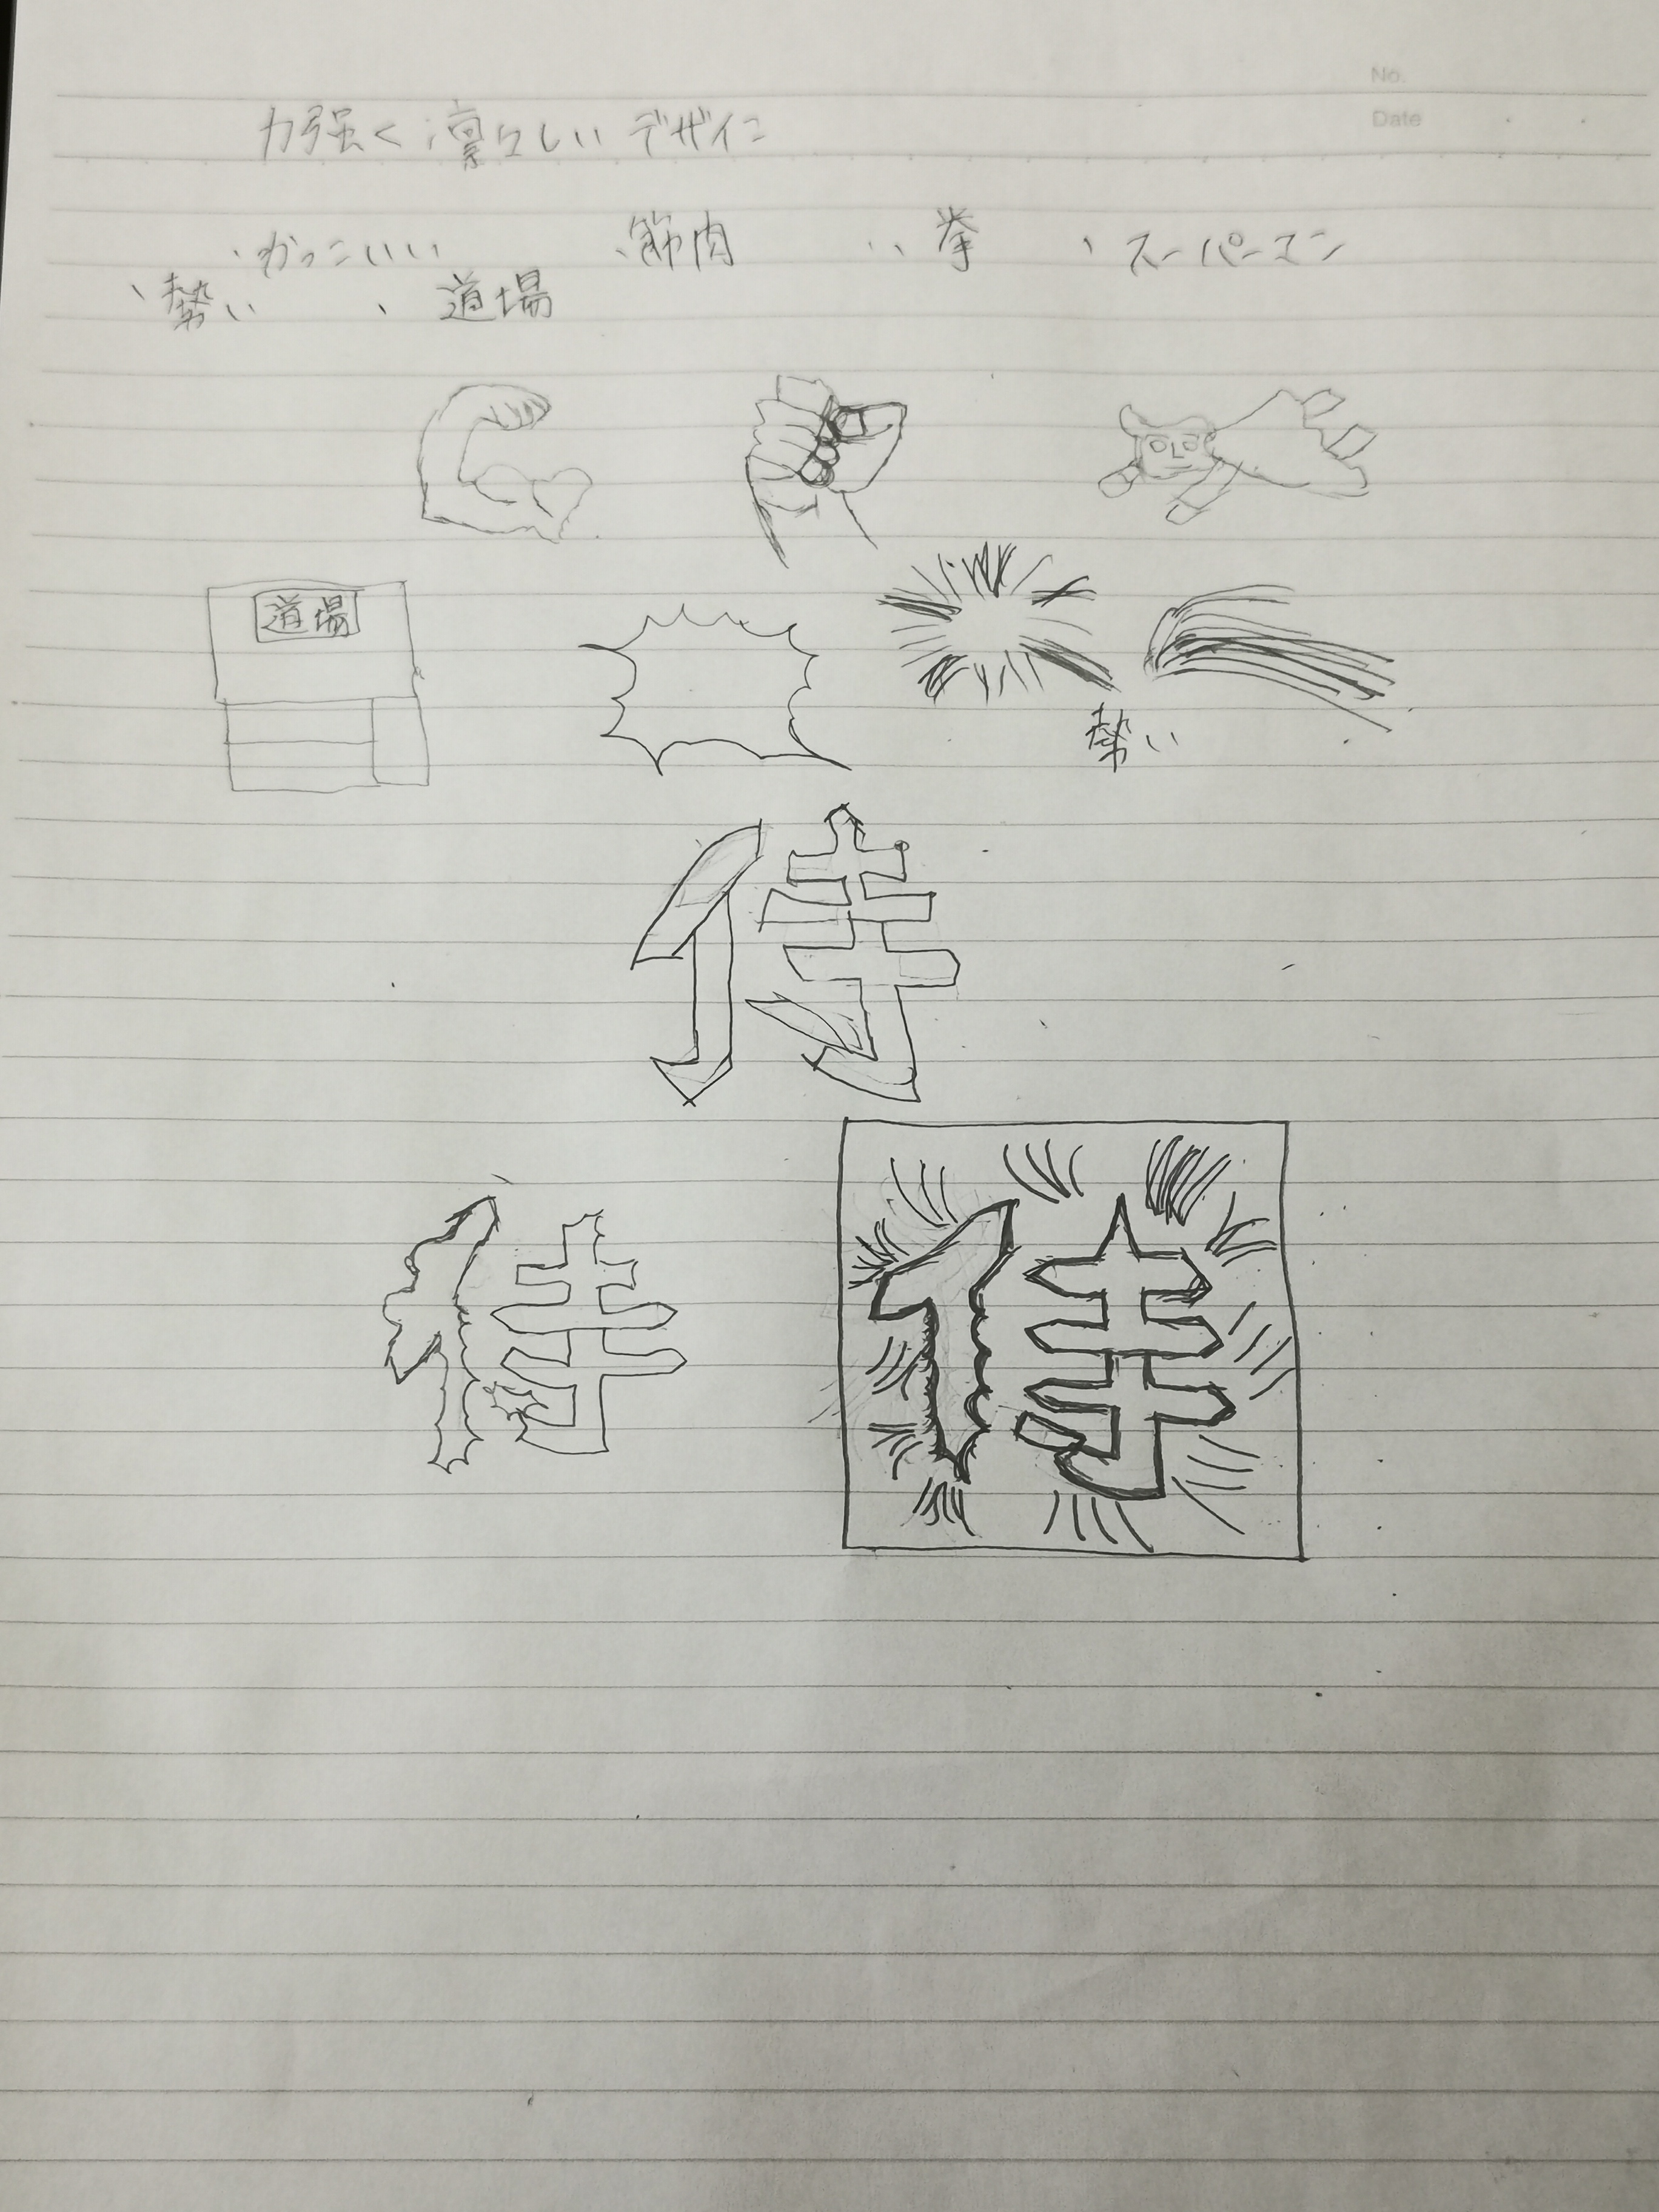 No.
Date
力強く凛々しいデザイン
・かっこいい ・筋肉 ・拳 ・スーパーマン
・勢い ・道場
道場
勢い
侍
侍
侍